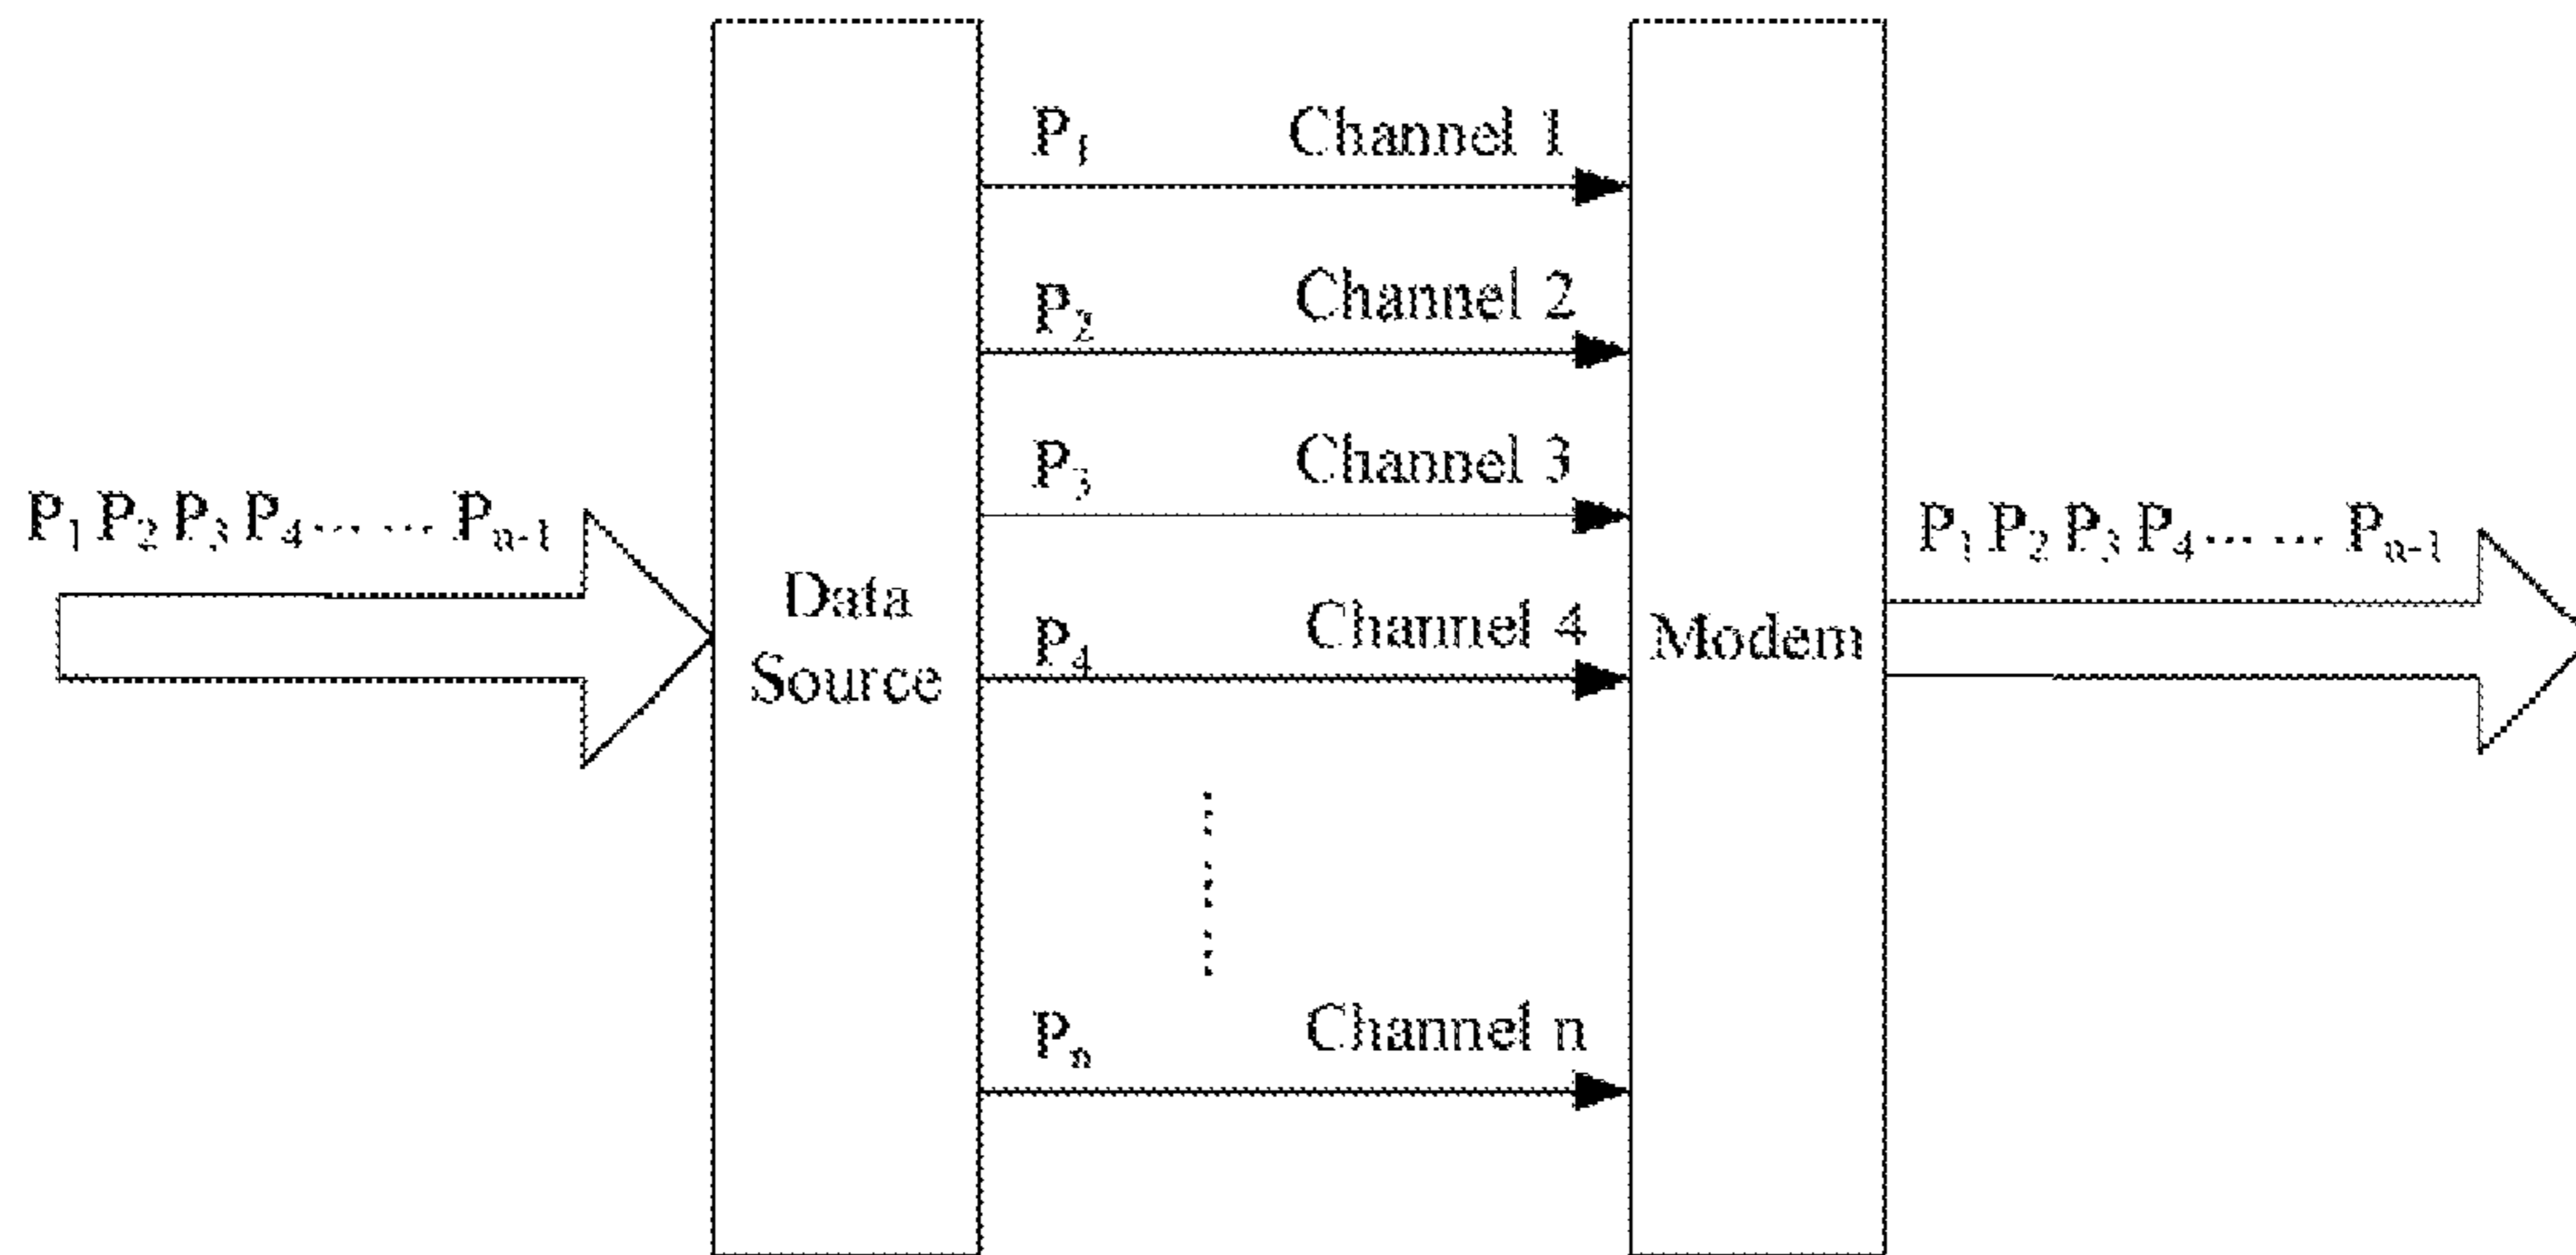 P₁ P₂ P₃ P₄ ...... Pₙ₋₁
Data
Source
P₁ Channel 1
P₂ Channel 2
P₃ Channel 3
P₄ Channel 4
Pₙ Channel n
Modem
P₁ P₂ P₃ P₄ ...... Pₙ₋₁